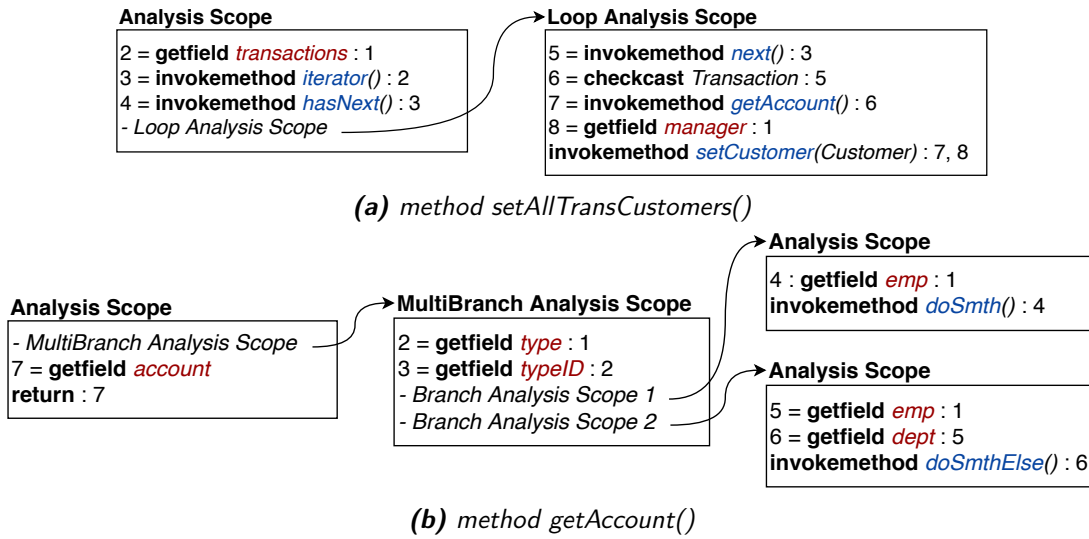 Analysis Scope
2 = getfield transactions : 1
3 = invokemethod iterator() : 2
4 = invokemethod hasNext() : 3
- Loop Analysis Scope
Loop Analysis Scope
5 = invokemethod next() : 3
6 = checkcast Transaction : 5
7 = invokemethod getAccount() : 6
8 = getfield manager : 1
invokemethod setCustomer(Customer) : 7, 8
(a) method setAllTransCustomers()
Analysis Scope
- MultiBranch Analysis Scope
7 = getfield account
return : 7
MultiBranch Analysis Scope
2 = getfield type : 1
3 = getfield typeID : 2
- Branch Analysis Scope 1
- Branch Analysis Scope 2
Analysis Scope
4 : getfield emp : 1
invokemethod doSmth() : 4
Analysis Scope
5 = getfield emp : 1
6 = getfield dept : 5
invokemethod doSmthElse() : 6
(b) method getAccount()